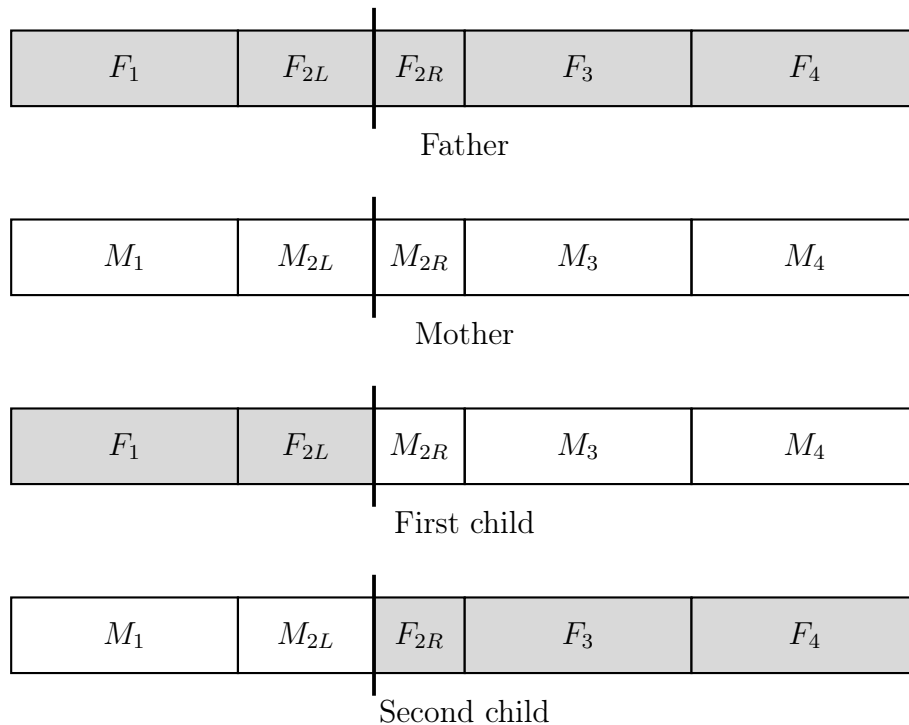 F1 F2L F2R F3 F4
Father
M1 M2L M2R M3 M4
Mother
F1 F2L M2R M3 M4
First child
M1 M2L F2R F3 F4
Second child